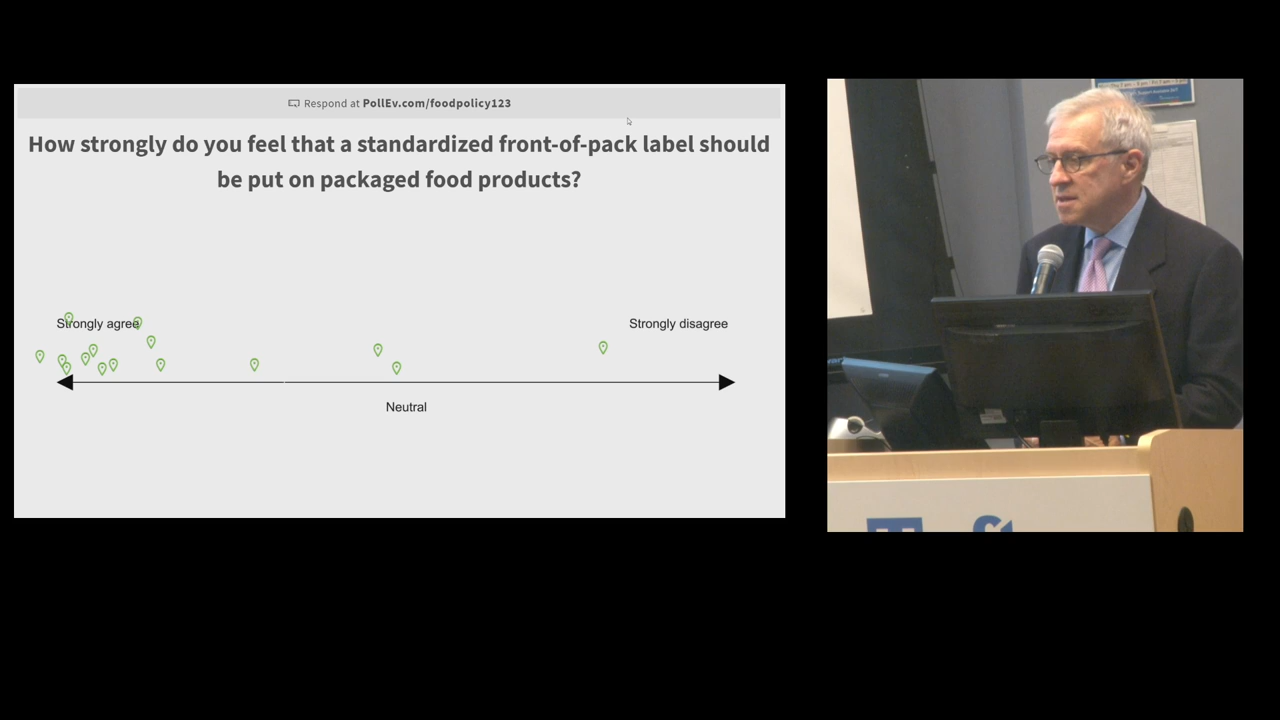 Respond at PollEv.com/foodpolicy123
How strongly do you feel that a standardized front-of-pack label should
be put on packaged food products?
Strongly agree
Strongly disagree
Neutral